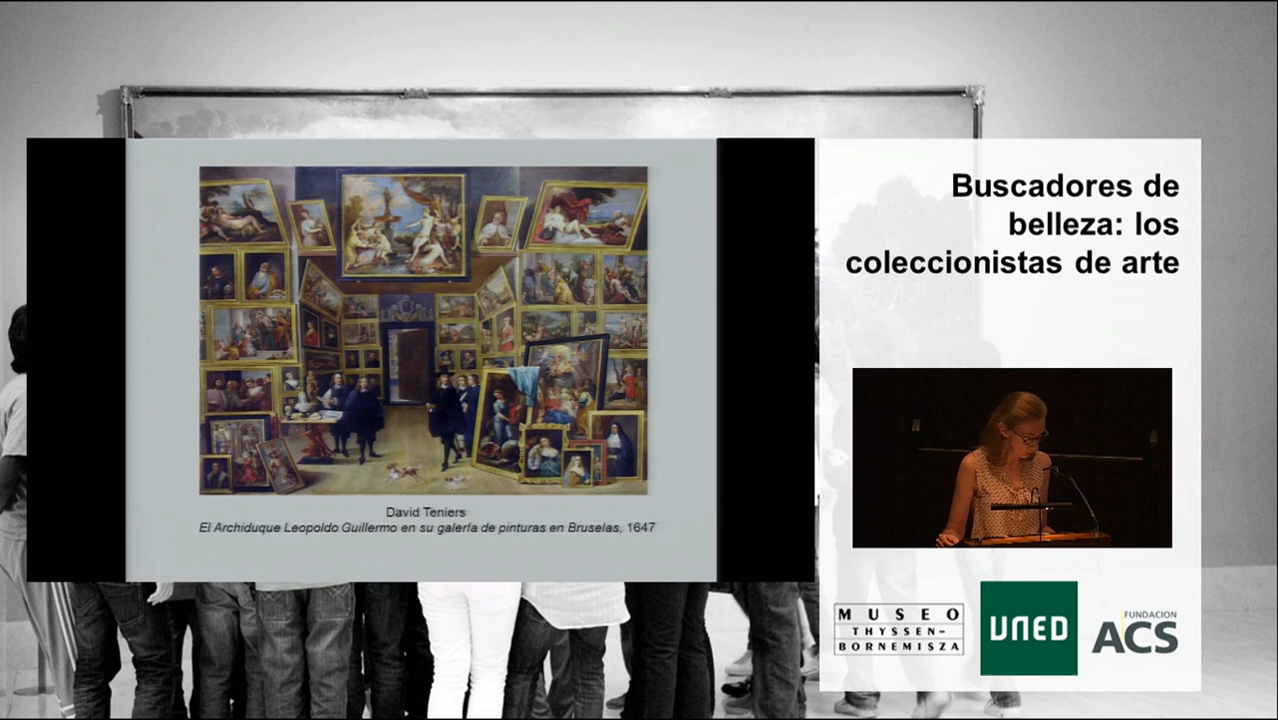 Buscadores de
belleza: los
coleccionistas de arte
David Teniers
El Archiduque Leopoldo Guillermo en su galería de pinturas en Bruselas, 1647
MUSEO
THYSSEN-
BORNEMISZA
UNED
FUNDACION
ACS